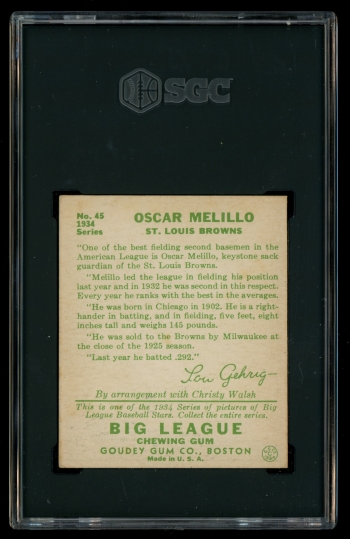 SGC
No. 45
1934
Series
OSCAR MELILLO
ST. LOUIS BROWNS
"One of the best fielding second basemen in the
American League is Oscar Melillo, keystone sack
guardian of the St. Louis Browns.
"Melillo led the league in fielding his position
last year and in 1932 he was second in this respect.
Every year he ranks with the best in the averages.
"He was born in Chicago in 1902. He is a right-
hander in batting, and in fielding, five feet, eight
inches tall and weighs 145 pounds.
"He was sold to the Browns by Milwaukee at
the close of the 1925 season.
"Last year he batted .292."
Lou Gehrig
By arrangement with Christy Walsh
This is one of the 1934 Series of pictures of Big
League Baseball Stars. Collect the entire series.
BIG LEAGUE
CHEWING GUM
GOUDEY GUM CO., BOSTON
Made in U. S. A.